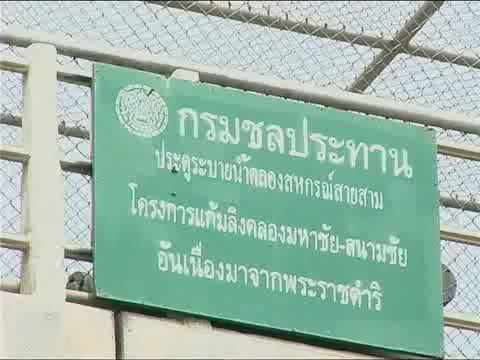 กรมชลประทาน
ประตูระบายน้ำคลองสหกรณ์สายสาม
โครงการแก้มลิงคลองมหาชัย-สนามชัย
อันเนื่องมาจากพระราชดำริ